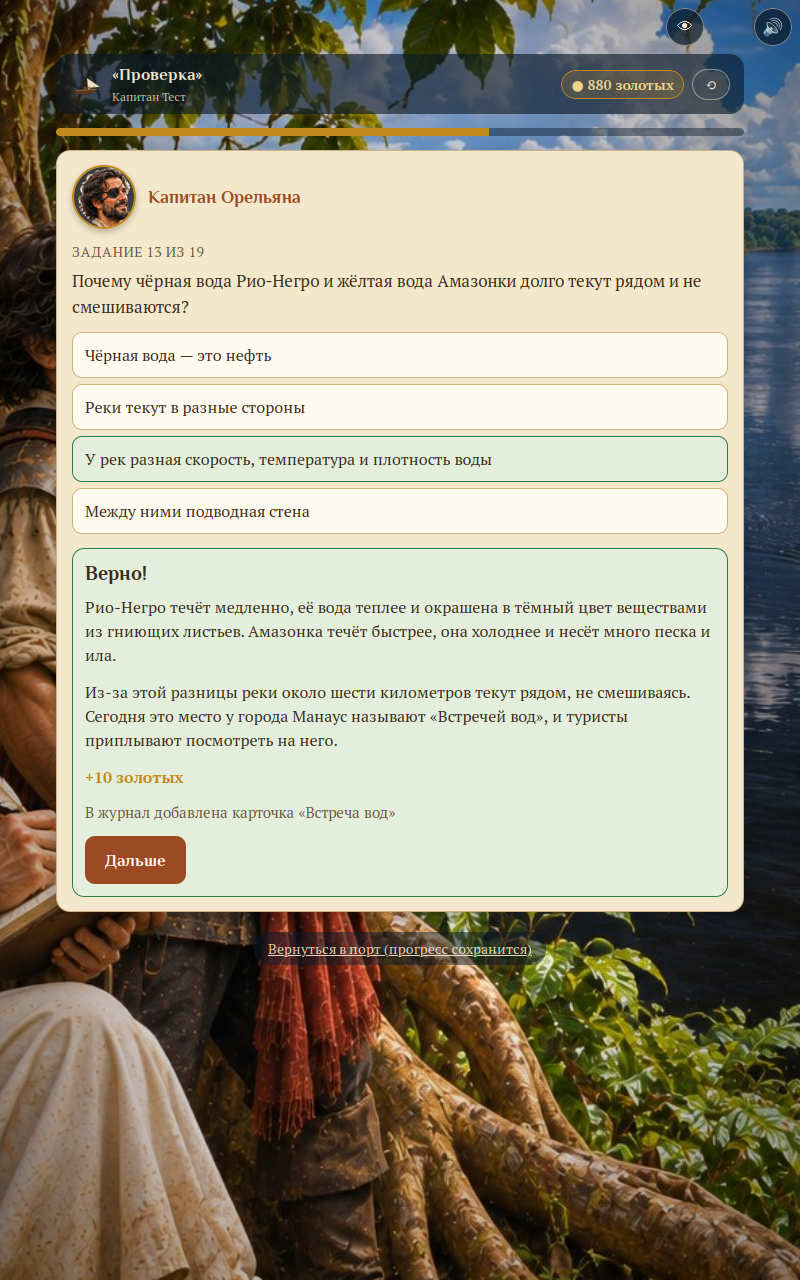 «Проверка»
Капитан Тест
880 золотых
Капитан Орельяна
ЗАДАНИЕ 13 ИЗ 19
Почему чёрная вода Рио-Негро и жёлтая вода Амазонки долго текут рядом и не
смешиваются?
Чёрная вода — это нефть
Реки текут в разные стороны
У рек разная скорость, температура и плотность воды
Между ними подводная стена
Верно!
Рио-Негро течёт медленно, её вода теплее и окрашена в тёмный цвет веществами
из гниющих листьев. Амазонка течёт быстрее, она холоднее и несёт много песка и
ила.
Из-за этой разницы реки около шести километров текут рядом, не смешиваясь.
Сегодня это место у города Манаус называют «Встречей вод», и туристы
приплывают посмотреть на него.
+10 золотых
В журнал добавлена карточка «Встреча вод»
Дальше
Вернуться в порт (прогресс сохранится)